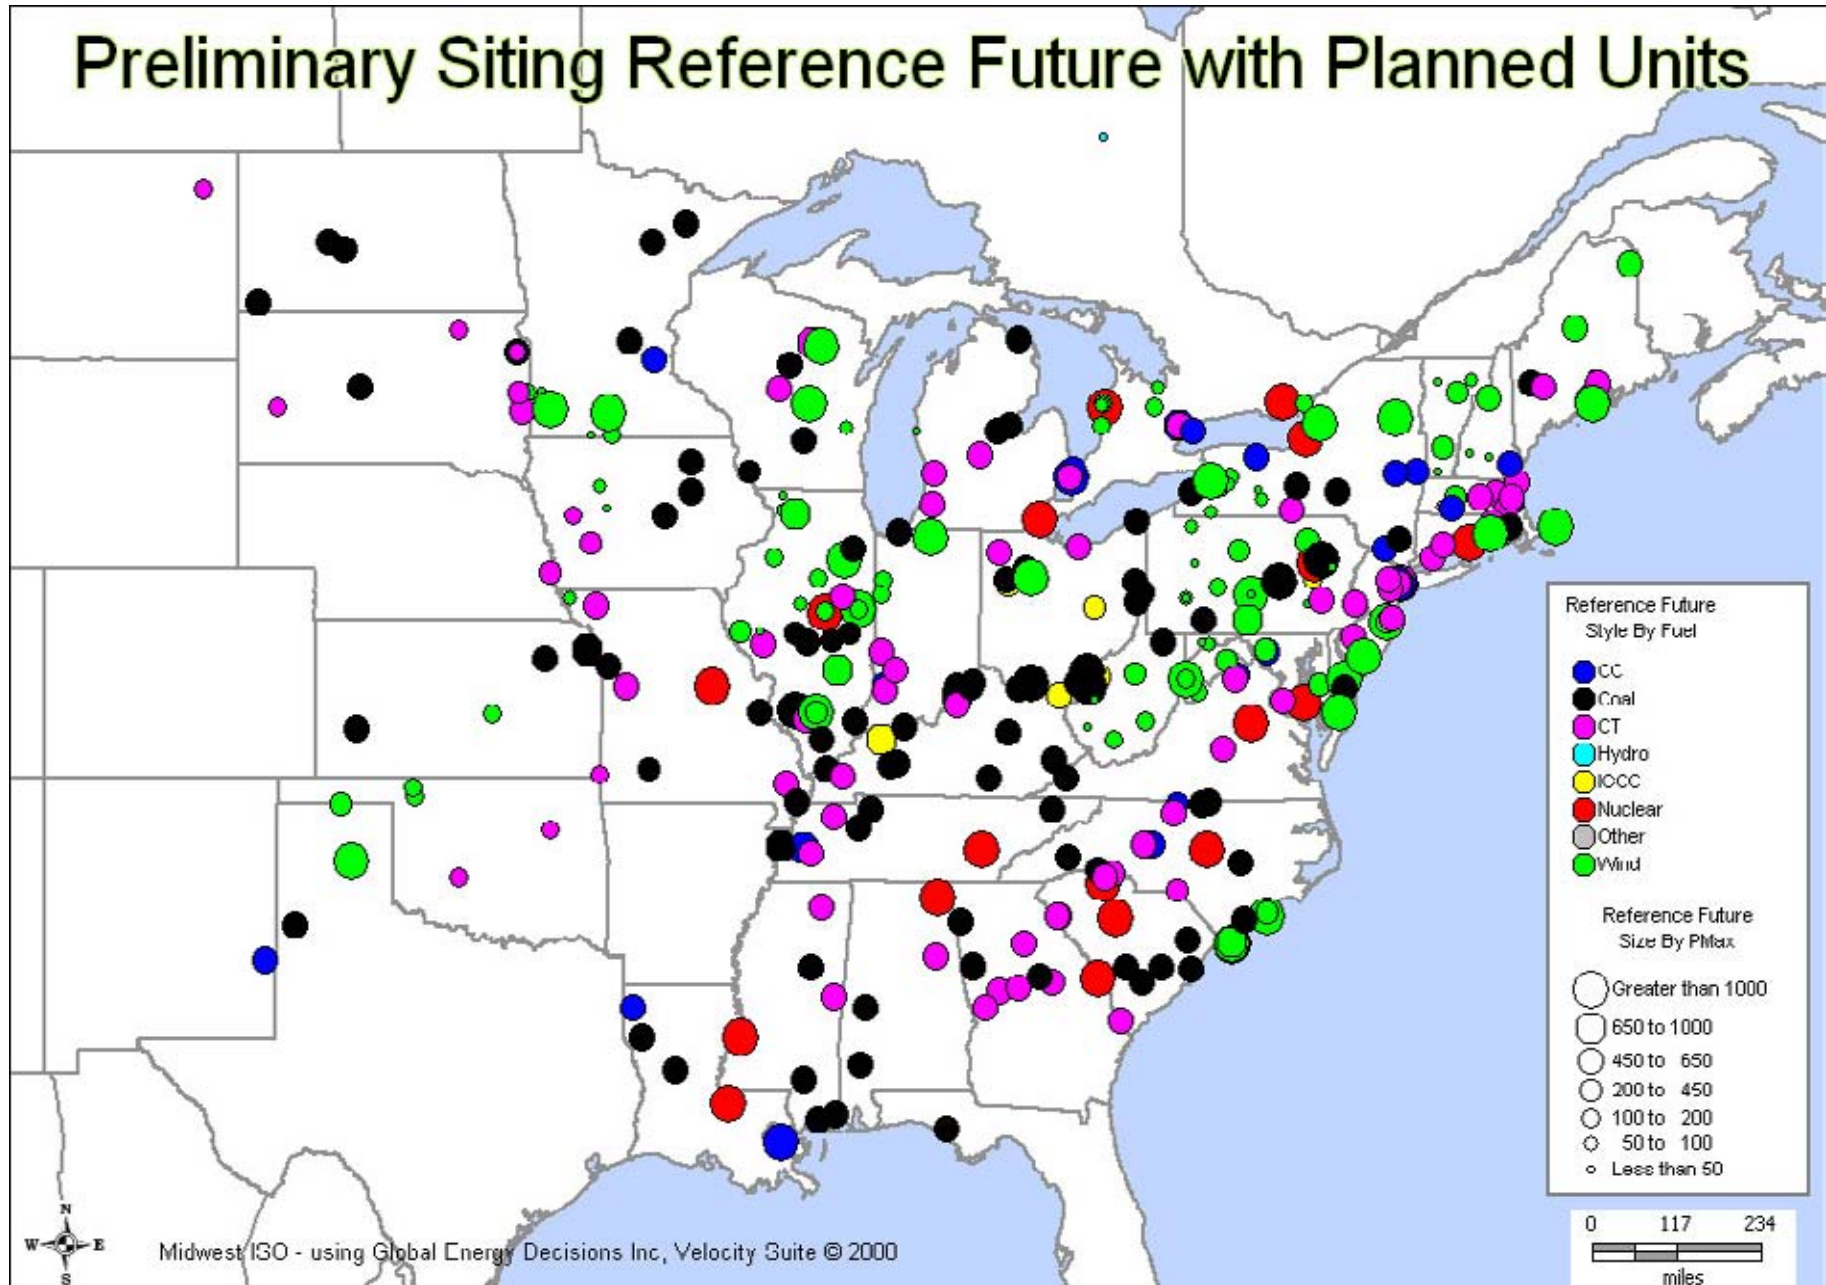 Preliminary Siting Reference Future with Planned Units
Reference Future
Style By Fuel
CC
Coal
CT
Hydro
IGCC
Nuclear
Other
Wind
Reference Future
Size By PMax
Greater than 1000
650 to 1000
450 to 650
200 to 450
100 to 200
50 to 100
Less than 50
N
W E
S
Midwest ISO - using Global Energy Decisions Inc, Velocity Suite © 2000
0 117 234
miles